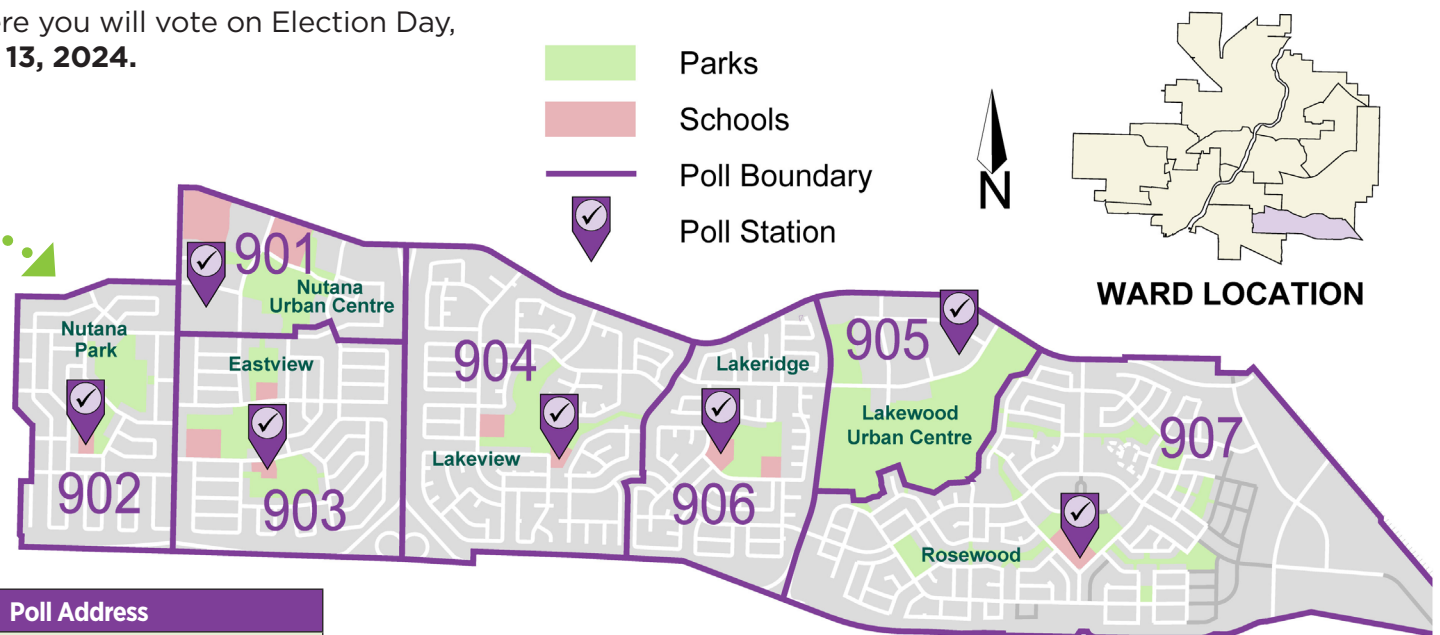 ere you will vote on Election Day,
13, 2024.
Parks
Schools
Poll Boundary
Poll Station
N
WARD LOCATION
901
Nutana
Urban Centre
Nutana
Park
902
Eastview
903
904
Lakeview
Lakeridge
906
905
Lakewood
Urban Centre
907
Rosewood
Poll Address